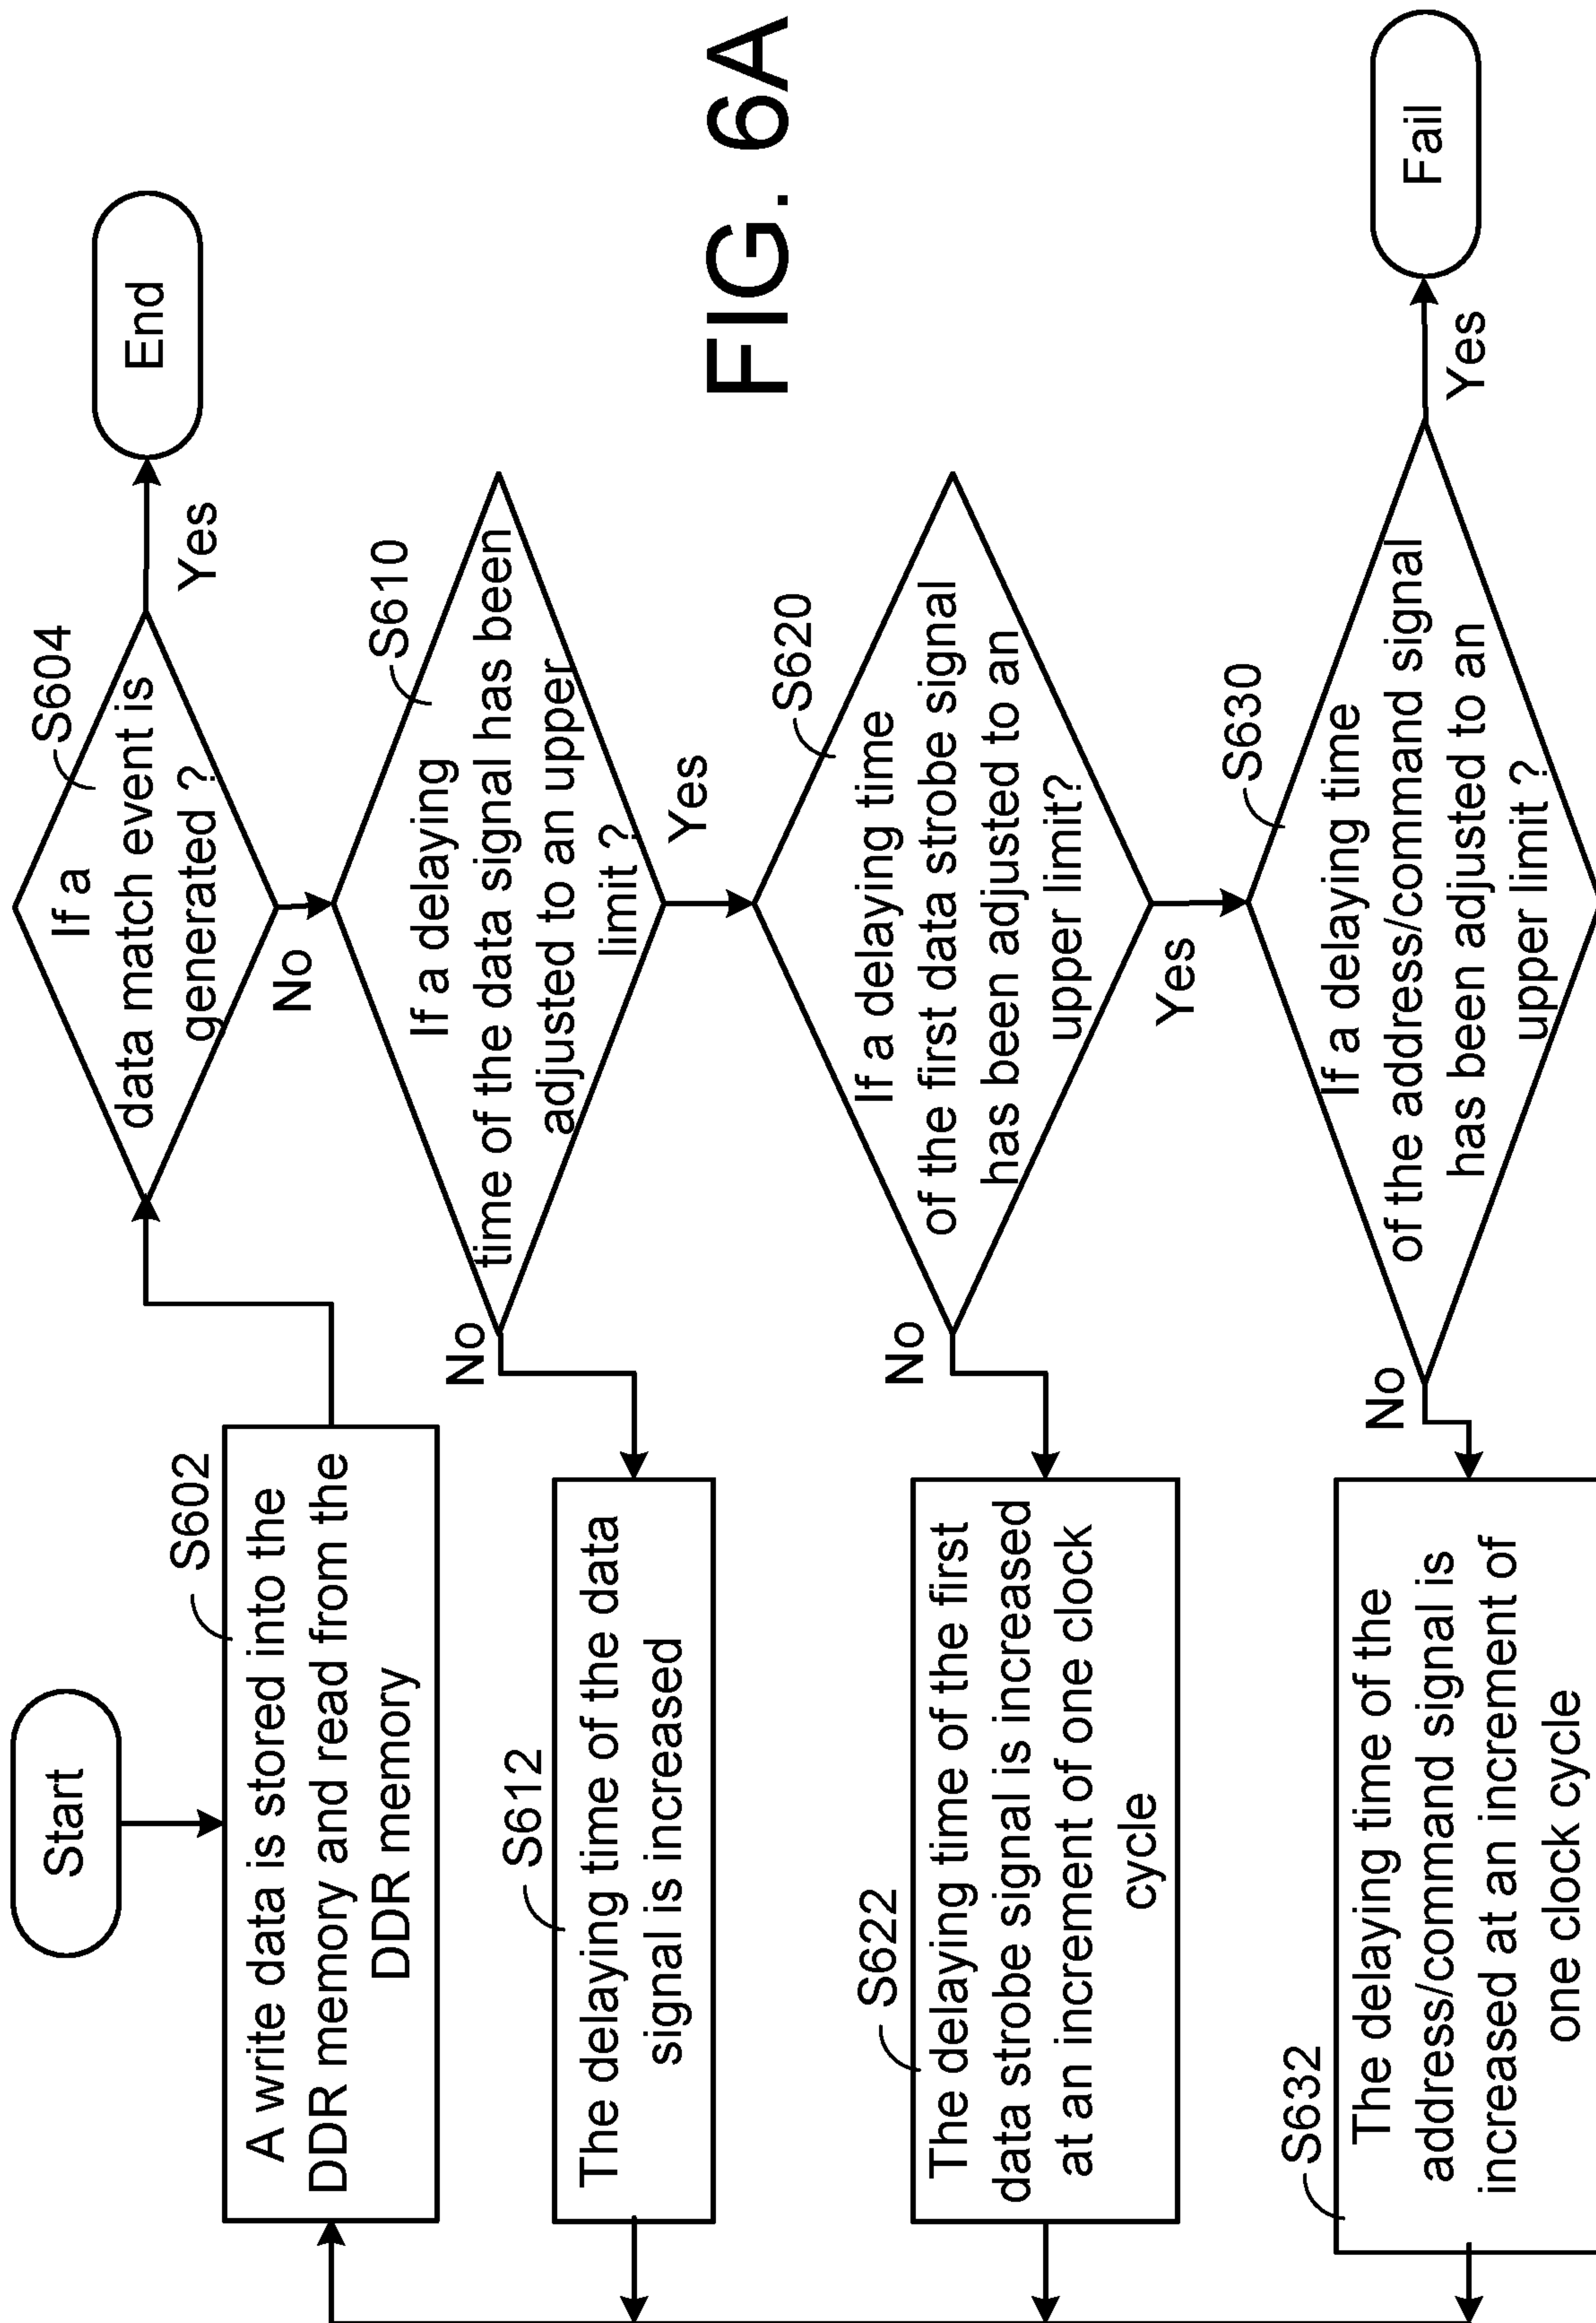 Start
S602
A write data is stored into the
DDR memory and read from the
DDR memory
S604
If a
data match event is
generated ?
Yes
End
No
S610
If a delaying
time of the data signal has been
adjusted to an upper
limit ?
No
S612
The delaying time of the data
signal is increased
Yes
S620
If a delaying time
of the first data strobe signal
has been adjusted to an
upper limit?
No
S622
The delaying time of the first
data strobe signal is increased
at an increment of one clock
cycle
Yes
S630
If a delaying time
of the address/command signal
has been adjusted to an
upper limit ?
No
S632
The delaying time of the
address/command signal is
increased at an increment of
one clock cycle
Yes
Fail
FIG. 6A